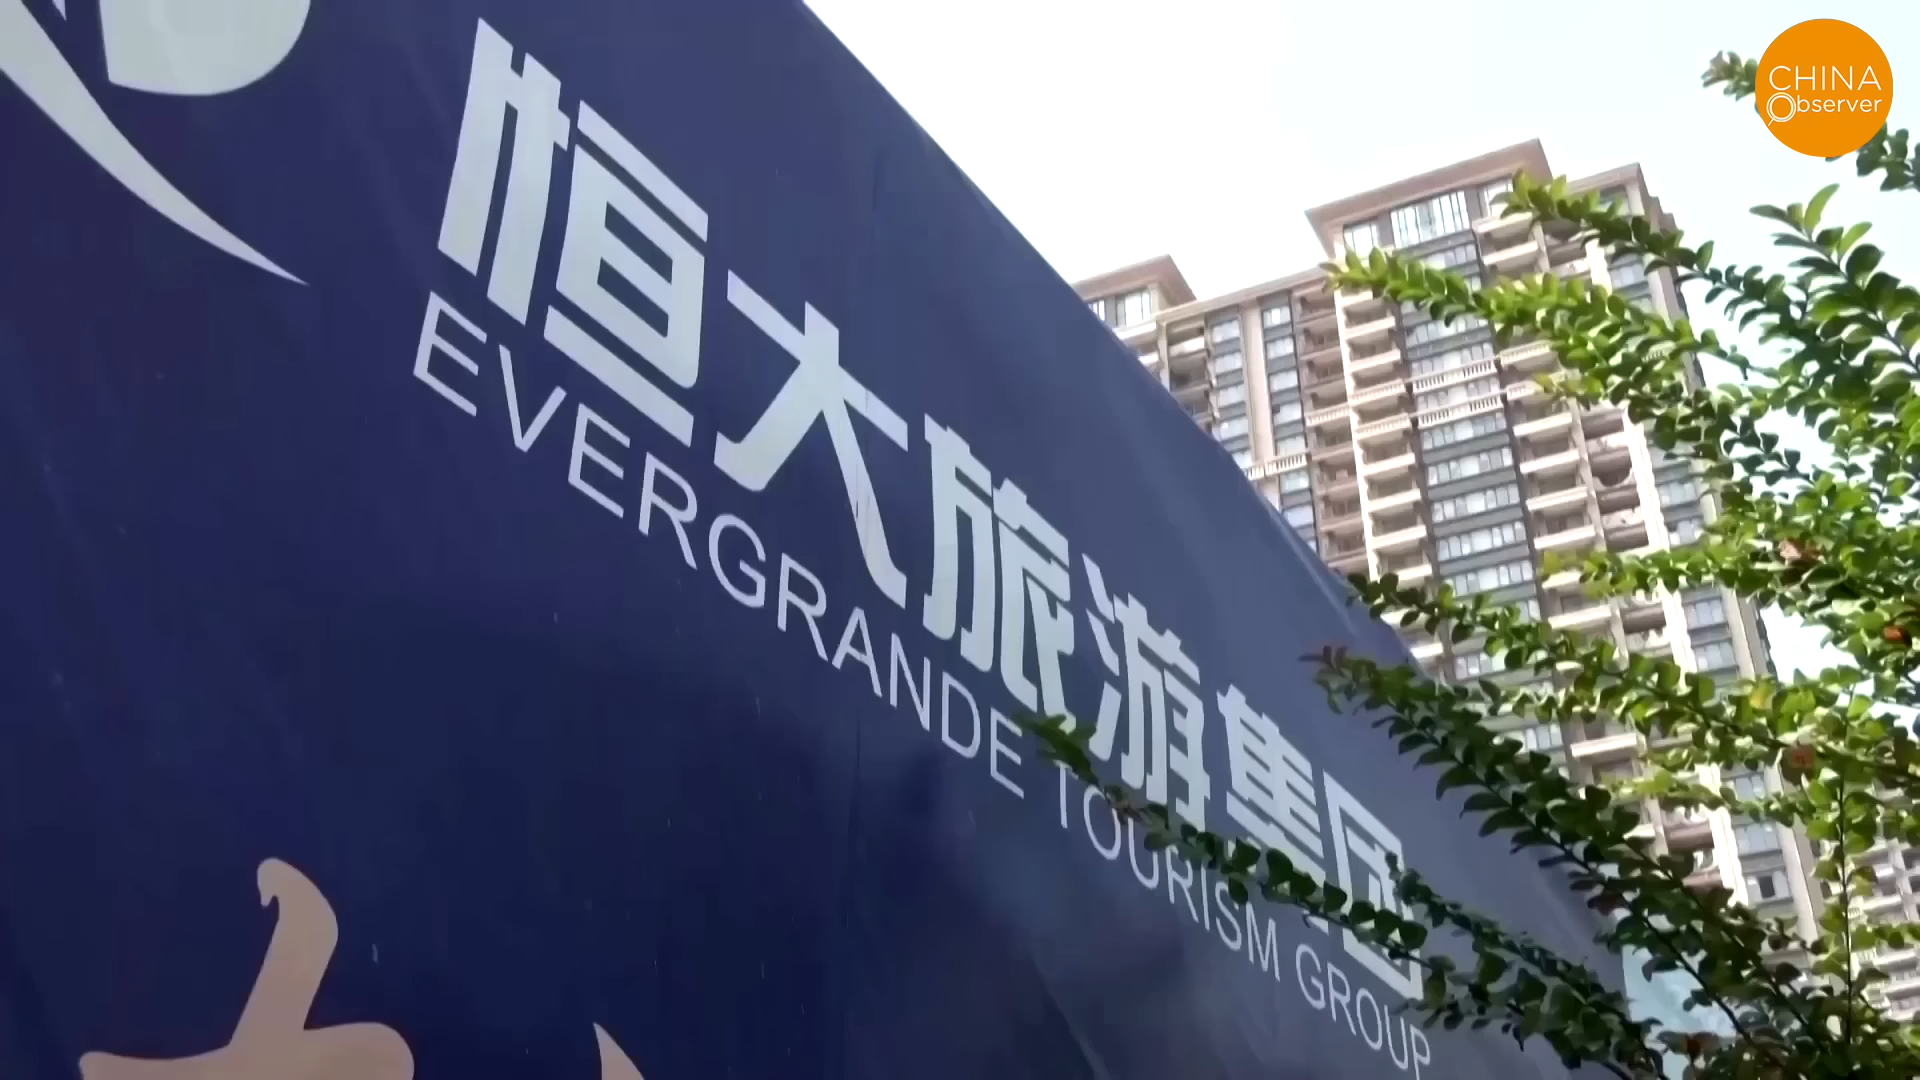 恒大旅游集团
EVERGRANDE TOURISM GROUP
CHINA
Observer